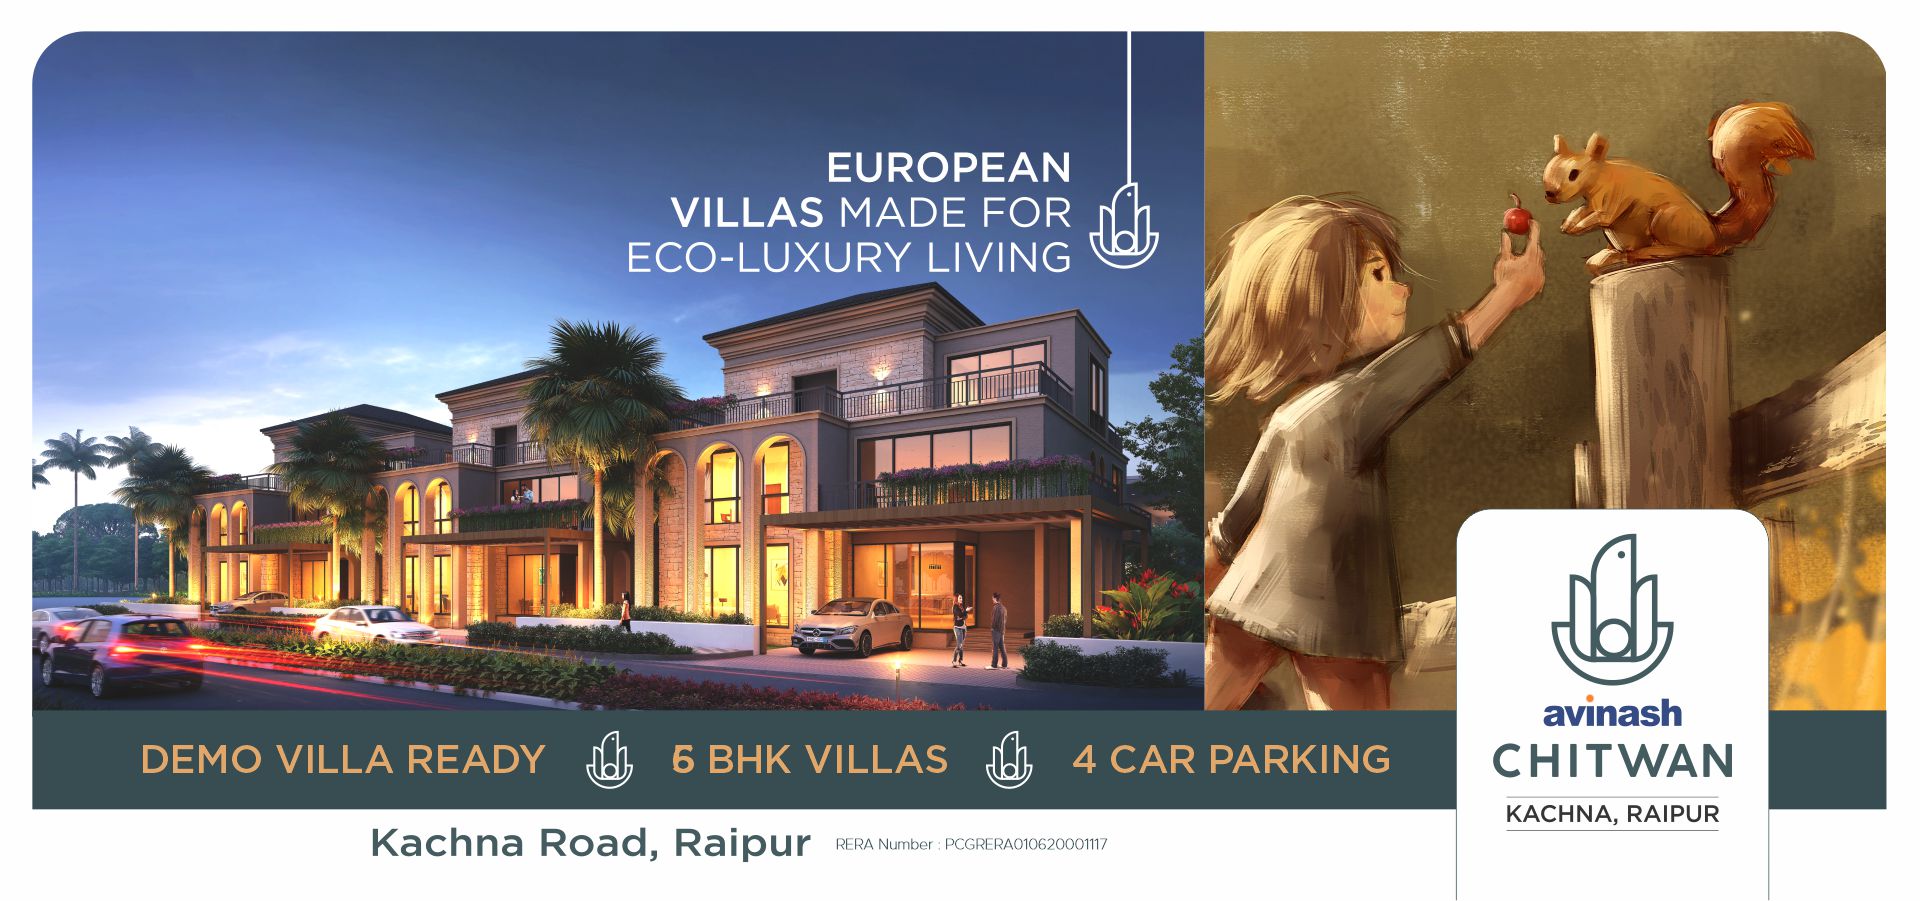 EUROPEAN
VILLAS MADE FOR
ECO-LUXURY LIVING
DEMO VILLA READY
BHK VILLAS
4 CAR PARKING
avinash
CHITWAN
KACHNA, RAIPUR
Kachna Road, Raipur
RERA Number : PCGRERA010620001117